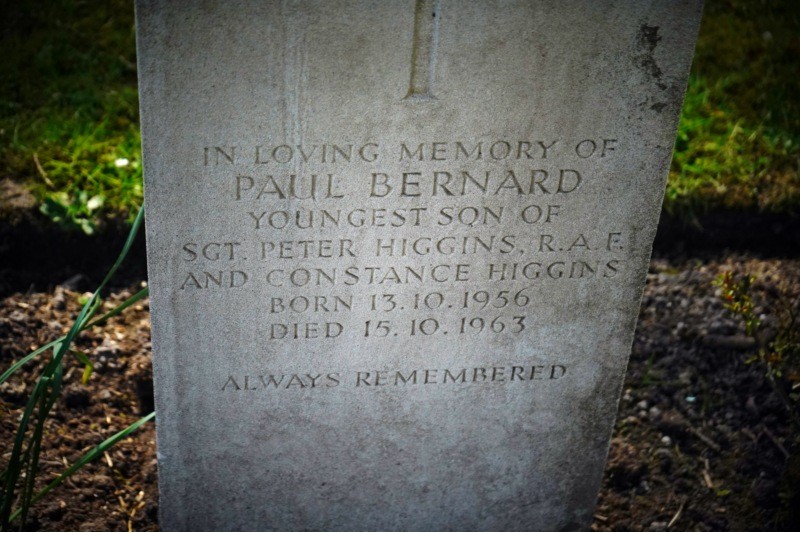 IN LOVING MEMORY OF
PAUL BERNARD
YOUNGEST SON OF
SGT. PETER HIGGINS, R.A.F.
AND CONSTANCE HIGGINS
BORN 13.10.1956
DIED 15.10.1963
ALWAYS REMEMBERED